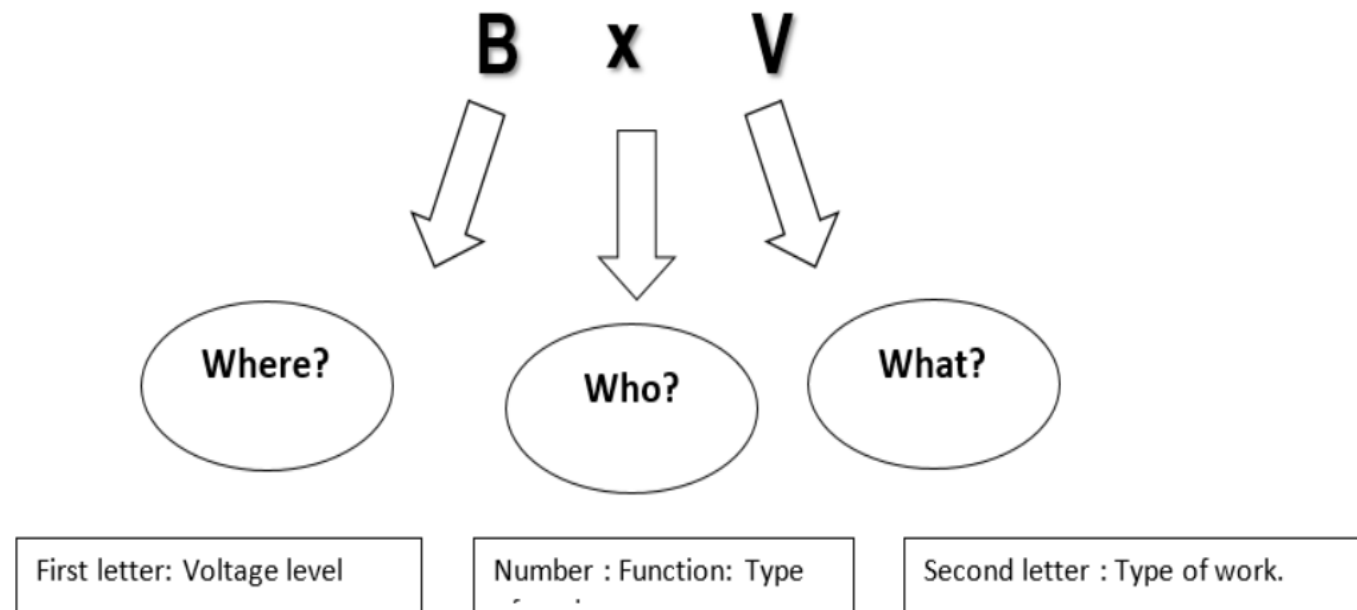 B x V
Where?
Who?
What?
First letter: Voltage level
Number : Function: Type
Second letter : Type of work.